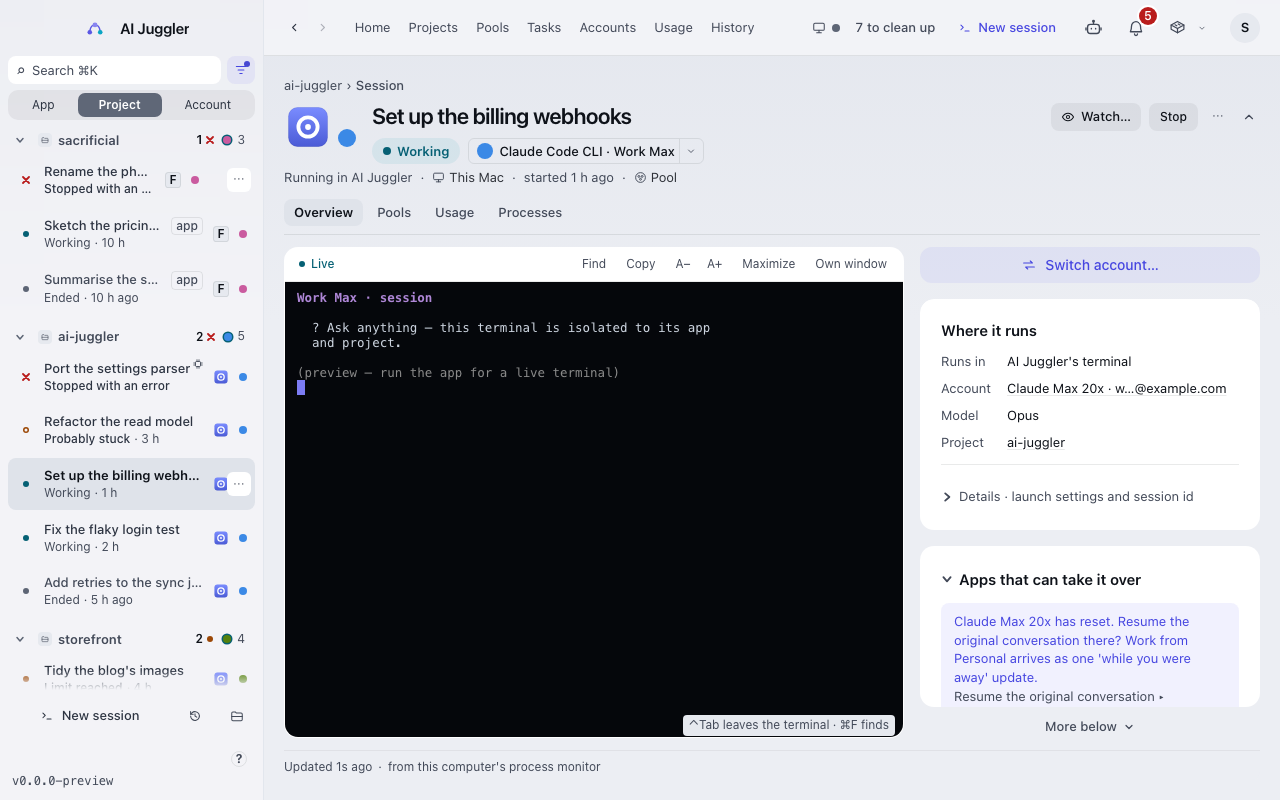 AI Juggler
Search ⌘K
App Project Account
sacrificial 1 3
Rename the ph... F
Stopped with an ...
Sketch the pricin... app F
Working · 10 h
Summarise the s... app F
Ended · 10 h ago
ai-juggler 2 5
Port the settings parser
Stopped with an error
Refactor the read model
Probably stuck · 3 h
Set up the billing webh... ···
Working · 1 h
Fix the flaky login test
Working · 2 h
Add retries to the sync j...
Ended · 5 h ago
storefront 2 4
Tidy the blog's images
Limit reached · 4 h
New session
?
v0.0.0-preview
Home Projects Pools Tasks Accounts Usage History 7 to clean up New session 5 S
ai-juggler › Session
Set up the billing webhooks
Watch... Stop ···
Working Claude Code CLI · Work Max
Running in AI Juggler · This Mac · started 1 h ago · Pool
Overview Pools Usage Processes
Live Find Copy A− A+ Maximize Own window
Work Max · session
? Ask anything — this terminal is isolated to its app
and project.
(preview — run the app for a live terminal)
^Tab leaves the terminal · ⌘F finds
Switch account...
Where it runs
Runs in AI Juggler's terminal
Account Claude Max 20x · w...@example.com
Model Opus
Project ai-juggler
Details · launch settings and session id
Apps that can take it over
Claude Max 20x has reset. Resume the
original conversation there? Work from
Personal arrives as one 'while you were
away' update.
Resume the original conversation ▸
More below
Updated 1s ago · from this computer's process monitor